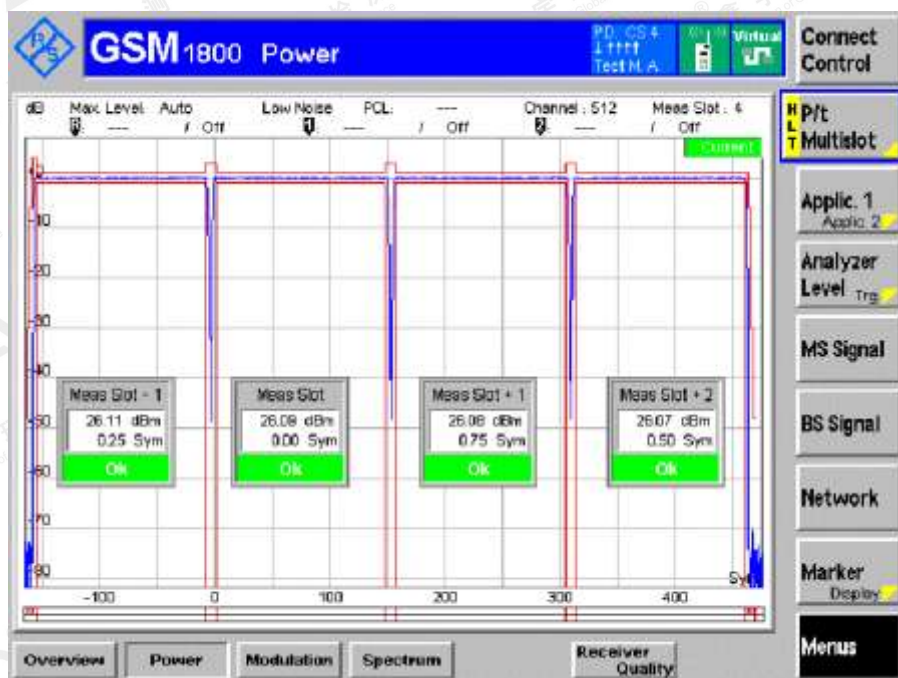 R/S
GSM 1800 Power
PD, CS 4
Test M. A
Virtual
Connect
Control
dB Max. Level: Auto Low Noise PCL: --- Channel : 512 Meas Slot : 4
--- / Off 1 --- / Off 2 --- / Off
Current
H L T
P/t
Multislot
Applic. 1
Applic. 2
Analyzer
Level Trg.
MS Signal
BS Signal
Network
Marker
Display
Menus
-10
-20
-30
-40
-50
-60
-70
-80
Meas Slot - 1
26.11 dBm
0.25 Sym
Ok
Meas Slot
26.09 dBm
0.00 Sym
Ok
Meas Slot + 1
26.08 dBm
0.75 Sym
Ok
Meas Slot + 2
26.07 dBm
0.50 Sym
Ok
-100 0 100 200 300 400
Overview Power Modulation Spectrum Receiver
Quality